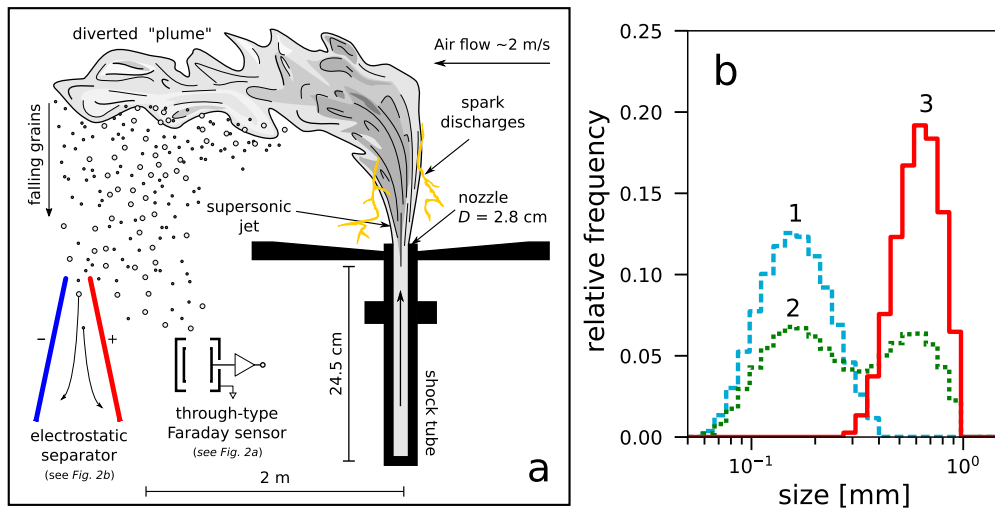 diverted "plume"
Air flow ~2 m/s
spark
discharges
falling grains
supersonic
jet
nozzle
D = 2.8 cm
−
+
24.5 cm
shock tube
through-type
Faraday sensor
(see Fig. 2a)
electrostatic
separator
(see Fig. 2b)
2 m
a
b
relative frequency
0.25
0.20
0.15
0.10
0.05
0.00
1
2
3
10⁻¹
10⁰
size [mm]